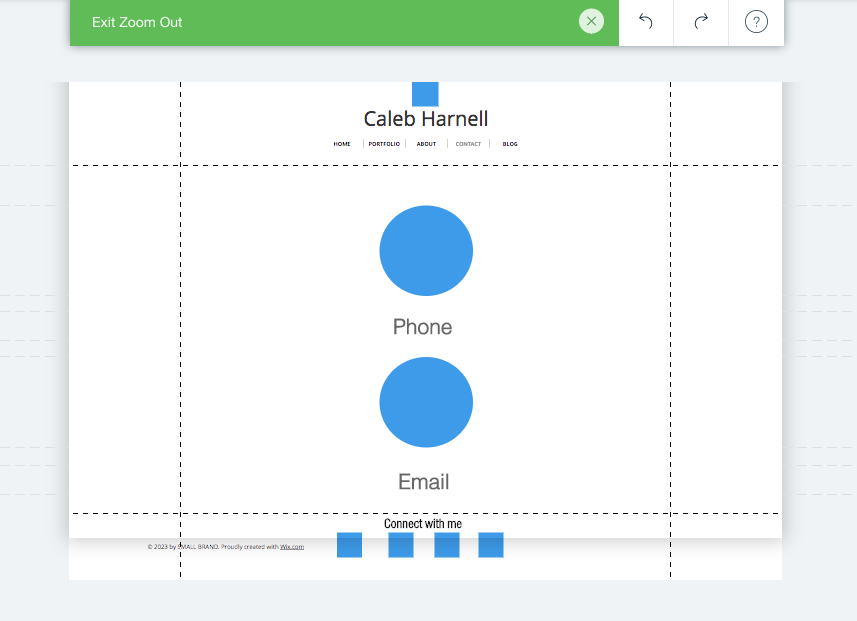 Exit Zoom Out
?
Caleb Harnell
HOME PORTFOLIO ABOUT CONTACT BLOG
Phone
Email
Connect with me
© 2023 by SMALL BRAND. Proudly created with Wix.com